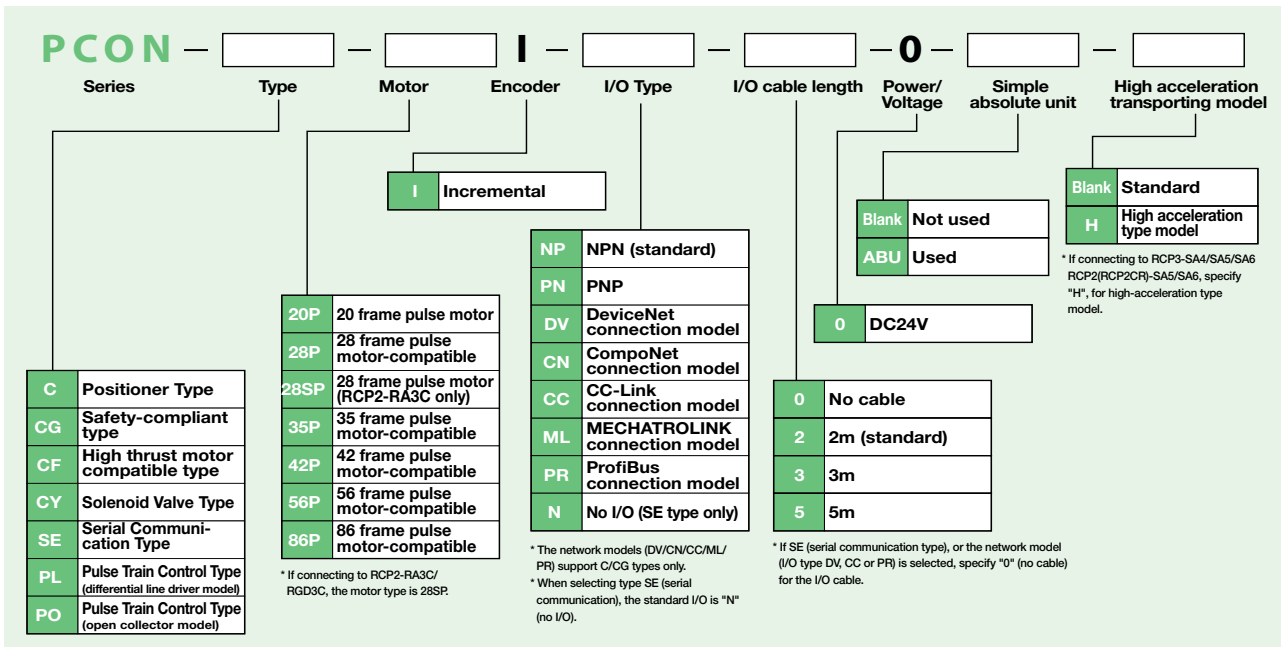 PCON — — I — — — 0 — —
Series Type Motor Encoder I/O Type I/O cable length Power/ Simple High acceleration
Voltage absolute unit transporting model
C Positioner Type
CG Safety-compliant
type
CF High thrust motor
compatible type
CY Solenoid Valve Type
SE Serial Communi-
cation Type
PL Pulse Train Control Type
(differential line driver model)
PO Pulse Train Control Type
(open collector model)
20P 20 frame pulse motor
28P 28 frame pulse
motor-compatible
28SP 28 frame pulse motor
(RCP2-RA3C only)
35P 35 frame pulse
motor-compatible
42P 42 frame pulse
motor-compatible
56P 56 frame pulse
motor-compatible
86P 86 frame pulse
motor-compatible
* If connecting to RCP2-RA3C/
RGD3C, the motor type is 28SP.
I Incremental
NP NPN (standard)
PN PNP
DV DeviceNet
connection model
CN CompoNet
connection model
CC CC-Link
connection model
ML MECHATROLINK
connection model
PR ProfiBus
connection model
N No I/O (SE type only)
* The network models (DV/CN/CC/ML/
PR) support C/CG types only.
* When selecting type SE (serial
communication), the standard I/O is "N"
(no I/O).
0 No cable
2 2m (standard)
3 3m
5 5m
* If SE (serial communication type), or the network model
(I/O type DV, CC or PR) is selected, specify "0" (no cable)
for the I/O cable.
0 DC24V
Blank Not used
ABU Used
Blank Standard
H High acceleration
type model
* If connecting to RCP3-SA4/SA5/SA6
RCP2(RCP2CR)-SA5/SA6, specify
"H", for high-acceleration type
model.